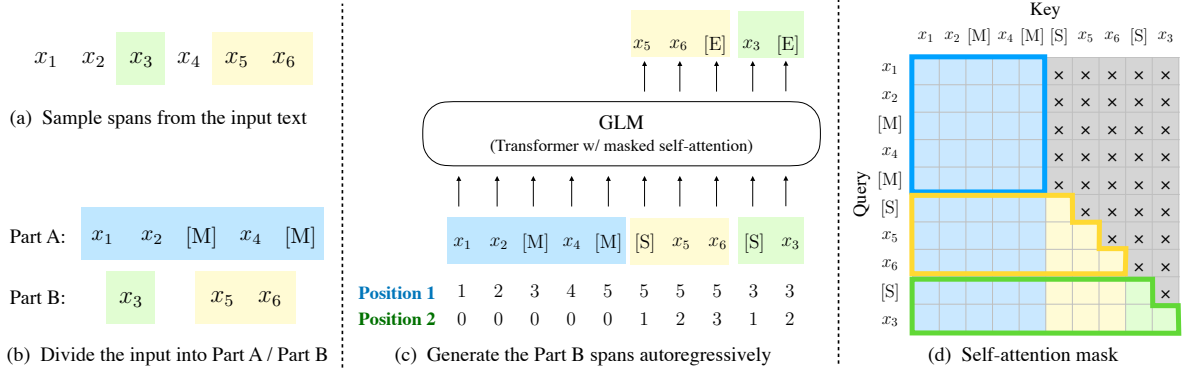 x1 x2 x3 x4 x5 x6
(a) Sample spans from the input text
Part A: x1 x2 [M] x4 [M]
Part B: x3 x5 x6
(b) Divide the input into Part A / Part B
x5 x6 [E] x3 [E]
GLM
(Transformer w/ masked self-attention)
x1 x2 [M] x4 [M] [S] x5 x6 [S] x3
Position 1 1 2 3 4 5 5 5 5 3 3
Position 2 0 0 0 0 0 1 2 3 1 2
(c) Generate the Part B spans autoregressively
Key
x1 x2 [M] x4 [M] [S] x5 x6 [S] x3
Query
x1 × × × × ×
x2 × × × × ×
[M] × × × × ×
x4 × × × × ×
[M] × × × × ×
[S] × × × ×
x5 × × ×
x6 × ×
[S] ×
x3
(d) Self-attention mask